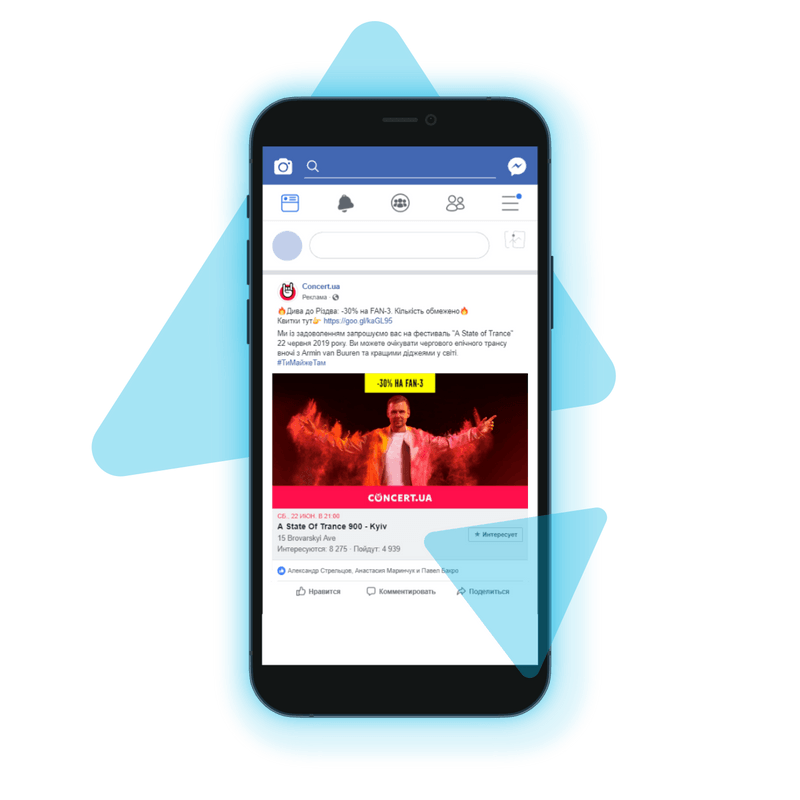 Concert.ua
Реклама ·
🔥Дива до Різдва: -30% на FAN-3. Кількість обмежено🔥
Квитки тут👉 https://goo.gl/kaGL95
Ми із задоволенням запрошуємо вас на фестиваль "A State of Trance"
22 червня 2019 року. Ви можете очікувати чергового епічного трансу
вночі з Armin van Buuren та кращими діджеями у світі.
#ТиМайжеТам
-30% НА FAN-3
CONCERT.UA
СБ., 22 ИЮН. В 21:00
A State Of Trance 900 - Kyiv
15 Brovarskyi Ave
Интересуются: 8 275 · Пойдут: 4 939
★ Интересует
Александр Стрельцов, Анастасия Маринчук и Павел
Нравится
Комментировать
Поделиться